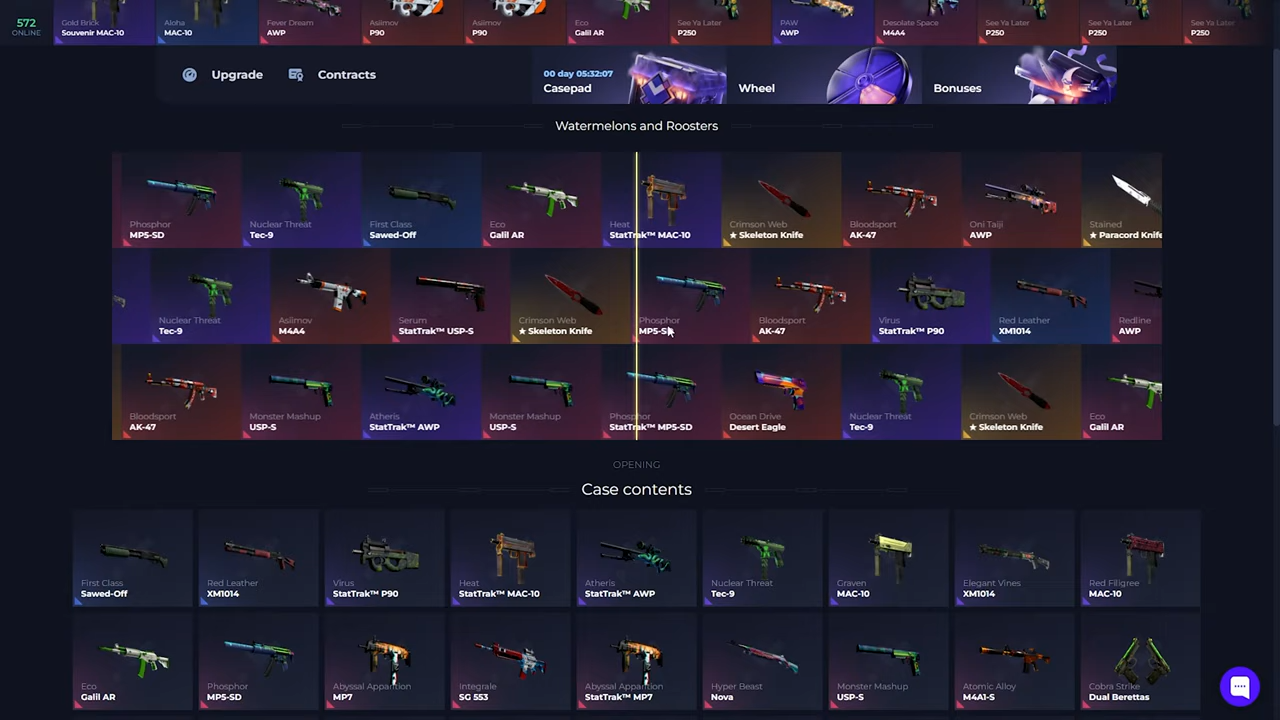 572
ONLINE
Gold Brick
Souvenir MAC-10
Aloha
MAC-10
Fever Dream
AWP
Asiimov
P90
Asiimov
P90
Eco
Galil AR
See Ya Later
P250
PAW
AWP
Desolate Space
M4A4
See Ya Later
P250
See Ya Later
P250
See Ya Later
P250
Upgrade
Contracts
00 day 05:32:07
Casepad
Wheel
Bonuses
Watermelons and Roosters
Phosphor
MP5-SD
Nuclear Threat
Tec-9
First Class
Sawed-Off
Eco
Galil AR
Heat
StatTrak™ MAC-10
Crimson Web
★ Skeleton Knife
Bloodsport
AK-47
Oni Taiji
AWP
Stained
★ Paracord Knife
Nuclear Threat
Tec-9
Asiimov
M4A4
Serum
StatTrak™ USP-S
Crimson Web
★ Skeleton Knife
Phosphor
MP5-SD
Bloodsport
AK-47
Virus
StatTrak™ P90
Red Leather
XM1014
Redline
AWP
Bloodsport
AK-47
Monster Mashup
USP-S
Atheris
StatTrak™ AWP
Monster Mashup
USP-S
Phosphor
StatTrak™ MP5-SD
Ocean Drive
Desert Eagle
Nuclear Threat
Tec-9
Crimson Web
★ Skeleton Knife
Eco
Galil AR
OPENING
Case contents
First Class
Sawed-Off
Red Leather
XM1014
Virus
StatTrak™ P90
Heat
StatTrak™ MAC-10
Atheris
StatTrak™ AWP
Nuclear Threat
Tec-9
Graven
MAC-10
Elegant Vines
XM1014
Red Filigree
MAC-10
Eco
Galil AR
Phosphor
MP5-SD
Abyssal Apparition
MP7
Integrale
SG 553
Abyssal Apparition
StatTrak™ MP7
Hyper Beast
Nova
Monster Mashup
USP-S
Atomic Alloy
M4A1-S
Cobra Strike
Dual Berettas